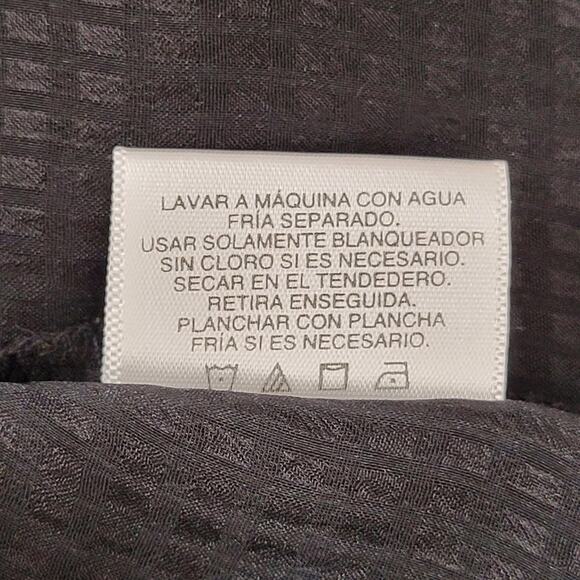 LAVAR A MÁQUINA CON AGUA
FRÍA SEPARADO.
USAR SOLAMENTE BLANQUEADOR
SIN CLORO SI ES NECESARIO.
SECAR EN EL TENDEDERO.
RETIRA ENSEGUIDA.
PLANCHAR CON PLANCHA
FRÍA SI ES NECESARIO.